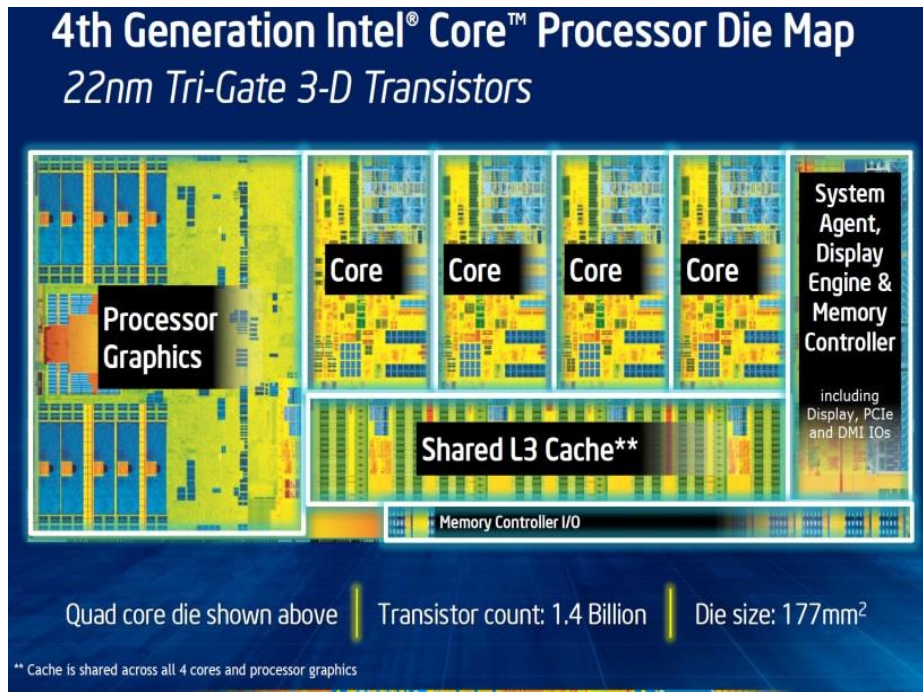 4th Generation Intel® Core™ Processor Die Map
22nm Tri-Gate 3-D Transistors
Processor
Graphics
Core
Core
Core
Core
System
Agent,
Display
Engine &
Memory
Controller
including
Display, PCIe
and DMI IOs
Shared L3 Cache**
Memory Controller I/O
Quad core die shown above
Transistor count: 1.4 Billion
Die size: 177mm²
** Cache is shared across all 4 cores and processor graphics